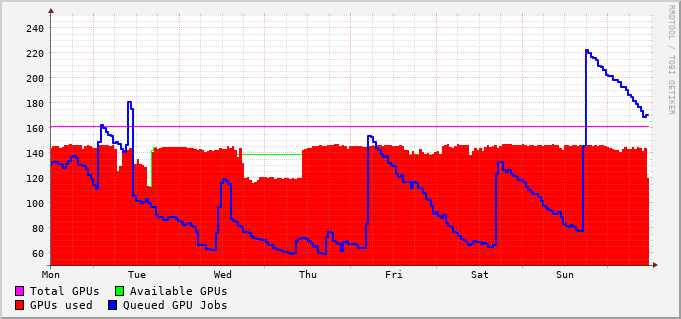 RRDTOOL / TOBI OETIKER
240
220
200
180
160
140
120
100
80
60
Mon Tue Wed Thu Fri Sat Sun
Total GPUs Available GPUs
GPUs used Queued GPU Jobs